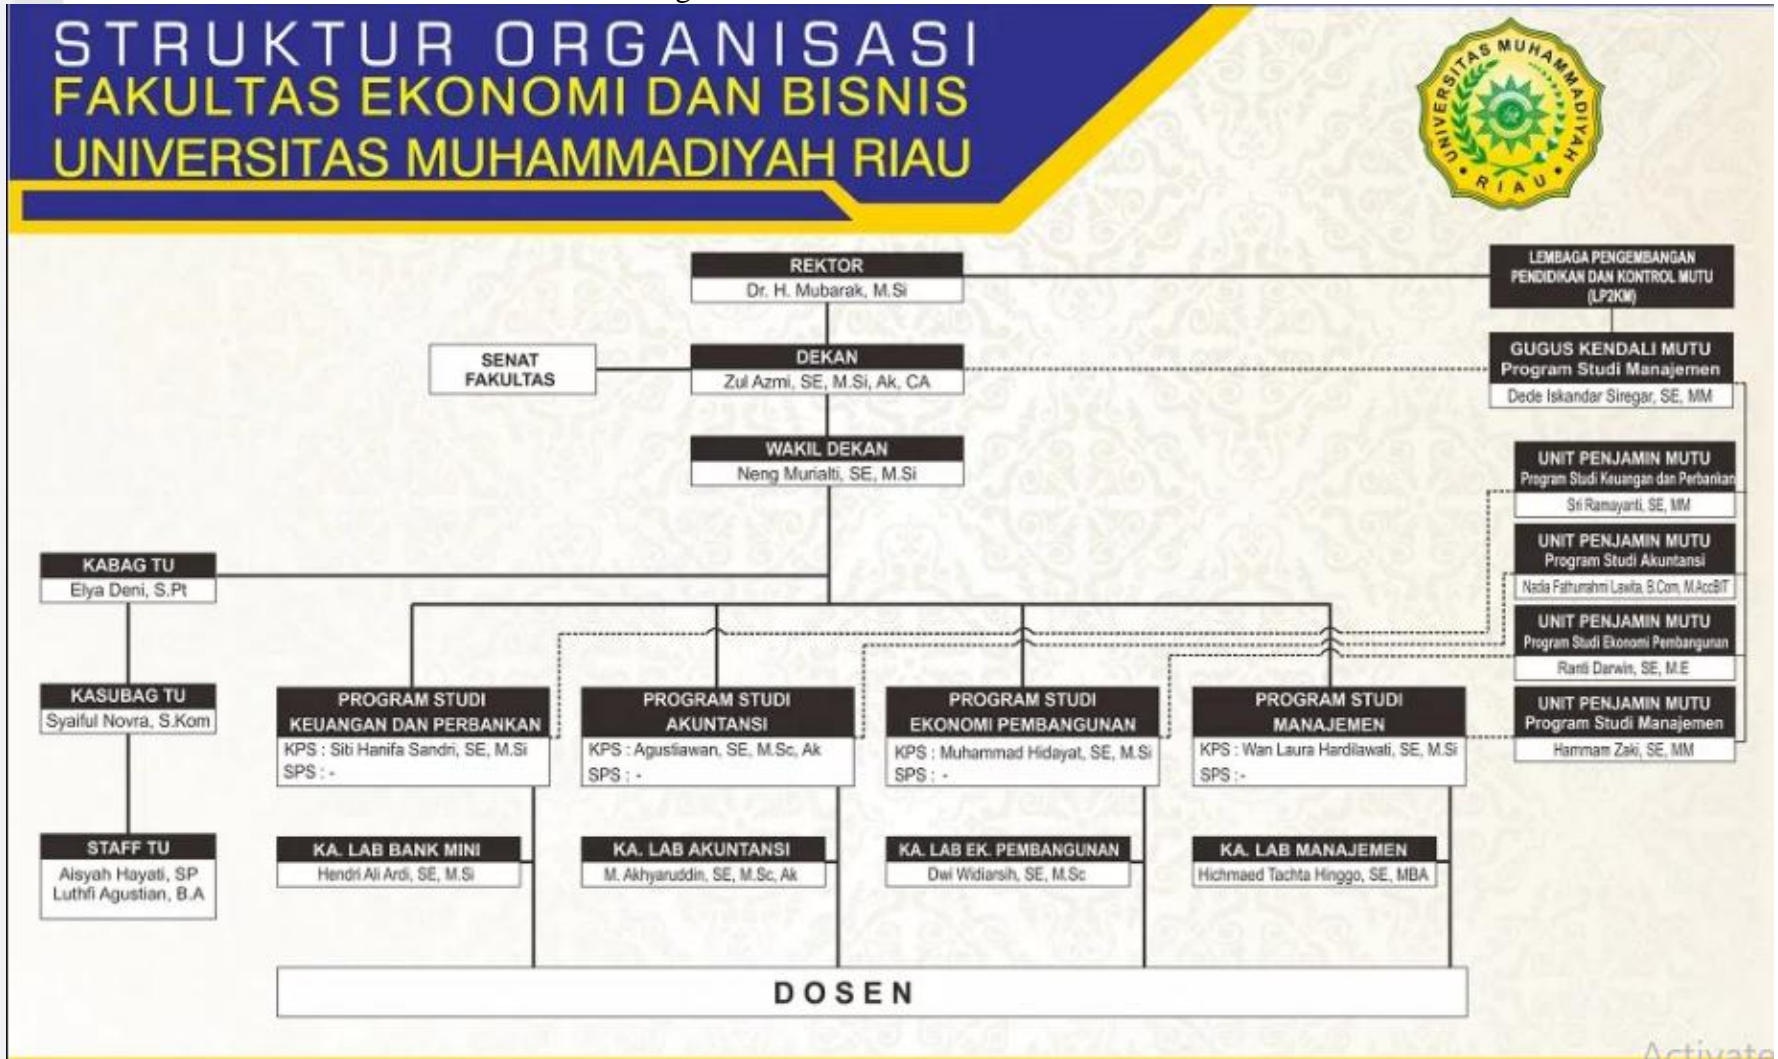 STRUKTUR ORGANISASI
FAKULTAS EKONOMI DAN BISNIS
UNIVERSITAS MUHAMMADIYAH RIAU
UNIVERSITAS MUHAMMADIYAH
RIAU
REKTOR
Dr. H. Mubarak, M.Si
LEMBAGA PENGEMBANGAN
PENDIDIKAN DAN KONTROL MUTU
(LP2KM)
SENAT
FAKULTAS
DEKAN
Zul Azmi, SE, M.Si, Ak, CA
GUGUS KENDALI MUTU
Program Studi Manajemen
Dede Iskandar Siregar, SE, MM
WAKIL DEKAN
Neng Murialti, SE, M.Si
UNIT PENJAMIN MUTU
Program Studi Keuangan dan Perbankan
Sri Ramayanti, SE, MM
UNIT PENJAMIN MUTU
Program Studi Akuntansi
Nadia Fathurrahmi Lawita, B.Com, M.AccBIT
UNIT PENJAMIN MUTU
Program Studi Ekonomi Pembangunan
Ranti Darwin, SE, M.E
UNIT PENJAMIN MUTU
Program Studi Manajemen
Hammam Zaki, SE, MM
KABAG TU
Elya Deni, S.Pt
KASUBAG TU
Syaiful Novra, S.Kom
STAFF TU
Aisyah Hayati, SP
Luthfi Agustian, B.A
PROGRAM STUDI
KEUANGAN DAN PERBANKAN
KPS : Siti Hanifa Sandri, SE, M.Si
SPS : -
PROGRAM STUDI
AKUNTANSI
KPS : Agustiawan, SE, M.Sc, Ak
SPS : -
PROGRAM STUDI
EKONOMI PEMBANGUNAN
KPS : Muhammad Hidayat, SE, M.Si
SPS : -
PROGRAM STUDI
MANAJEMEN
KPS : Wan Laura Hardilawati, SE, M.Si
SPS : -
KA. LAB BANK MINI
Hendri Ali Ardi, SE, M.Si
KA. LAB AKUNTANSI
M. Akhyaruddin, SE, M.Sc, Ak
KA. LAB EK. PEMBANGUNAN
Dwi Widiarsih, SE, M.Sc
KA. LAB MANAJEMEN
Hichmaed Tachta Hinggo, SE, MBA
DOSEN